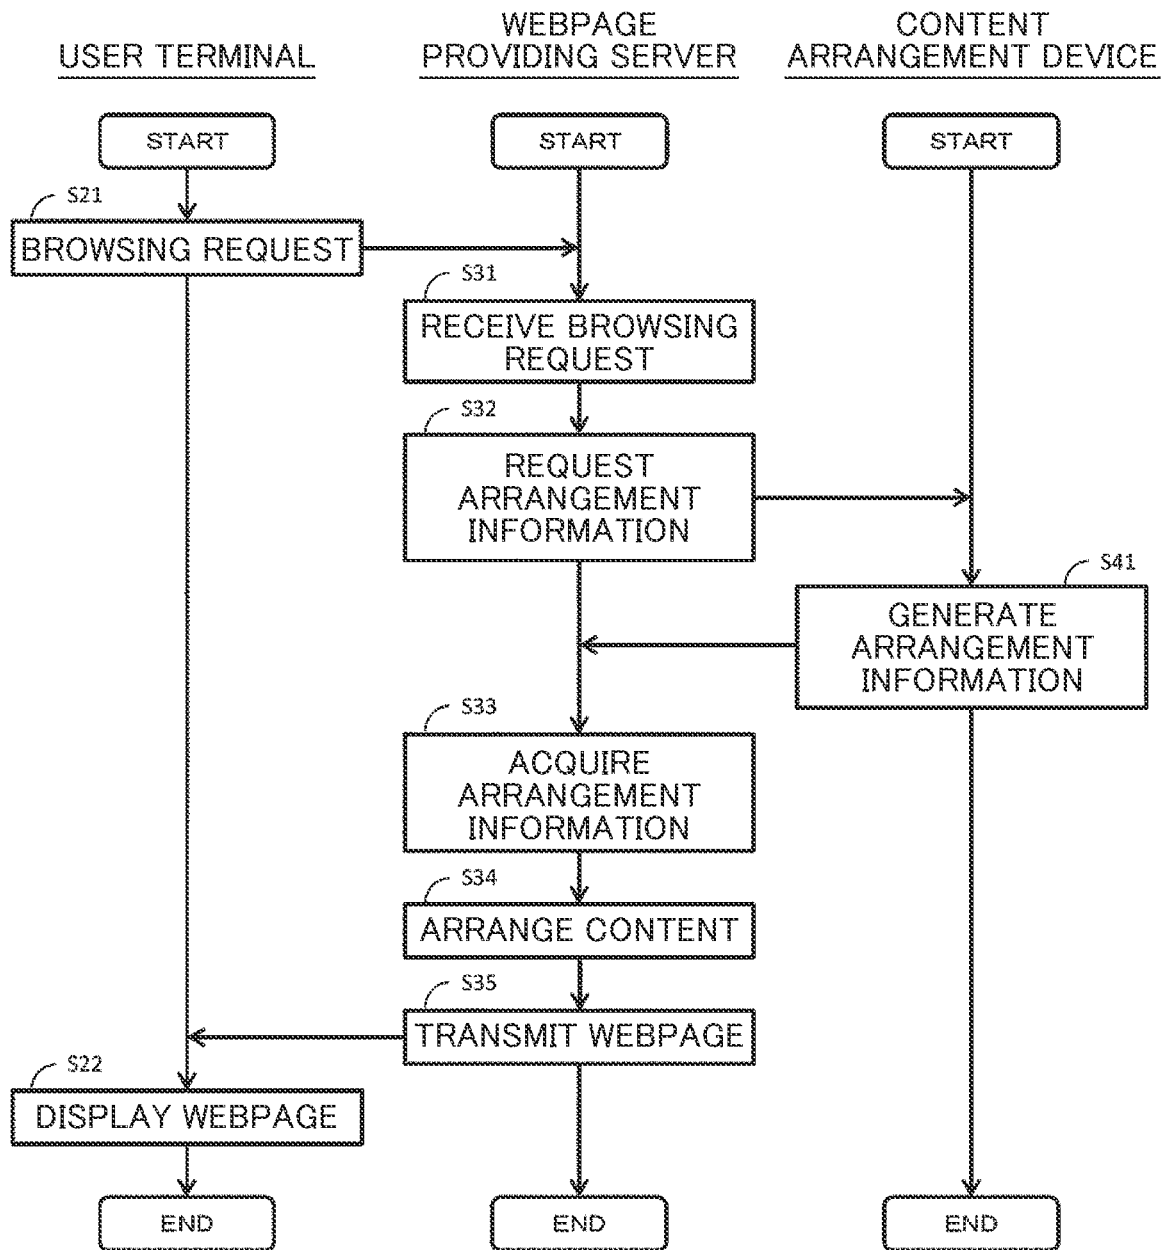 USER TERMINAL
WEBPAGE
PROVIDING SERVER
CONTENT
ARRANGEMENT DEVICE
START
START
START
S21
BROWSING REQUEST
S31
RECEIVE BROWSING
REQUEST
S32
REQUEST
ARRANGEMENT
INFORMATION
S41
GENERATE
ARRANGEMENT
INFORMATION
S33
ACQUIRE
ARRANGEMENT
INFORMATION
S34
ARRANGE CONTENT
S35
TRANSMIT WEBPAGE
S22
DISPLAY WEBPAGE
END
END
END